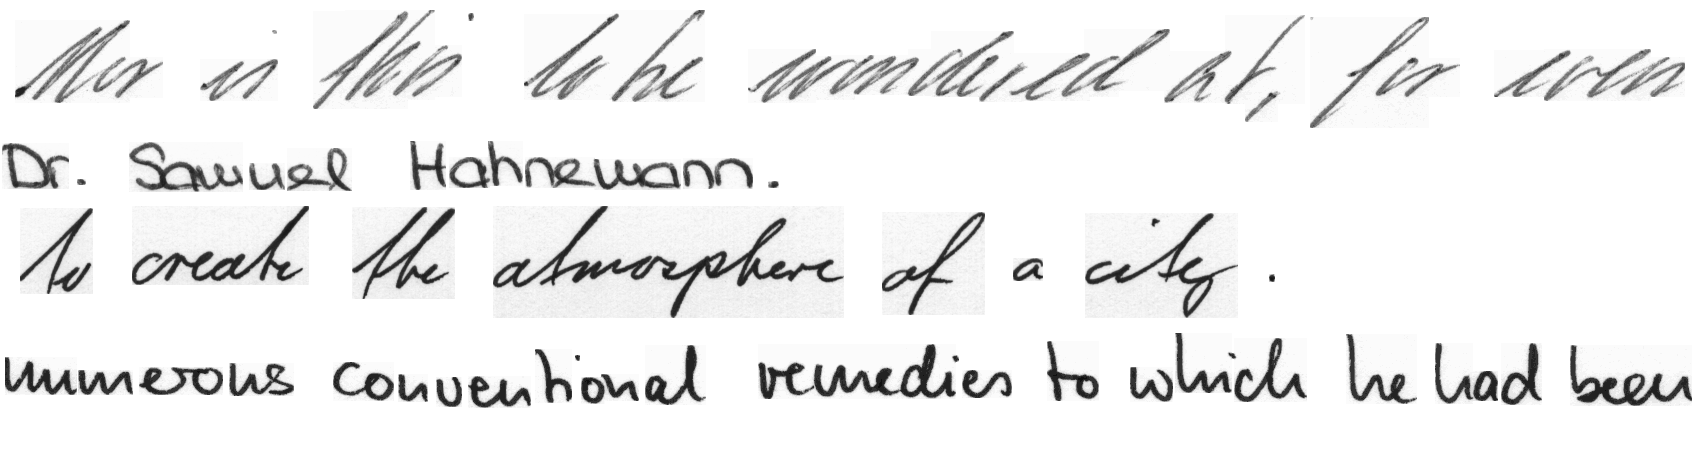 Nor is this to be wondered at, for even
Dr. Samuel Hahnemann.
to create the atmosphere of a city.
numerous conventional remedies to which he had been